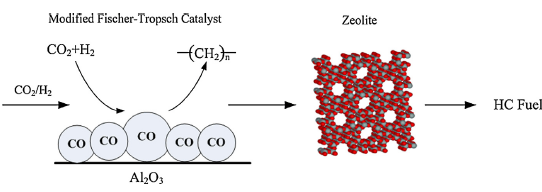 Modified Fischer-Tropsch Catalyst
Zeolite
CO₂+H₂
(CH₂)ₙ
CO₂/H₂
HC Fuel
CO CO CO CO CO
Al₂O₃